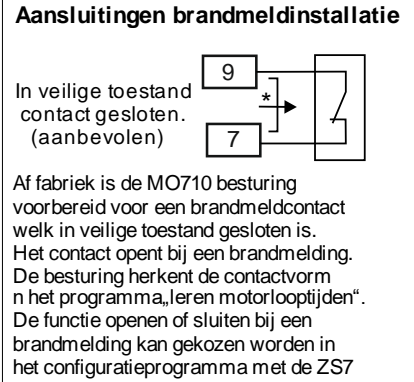 Aansluitingen brandmeldinstallatie
9
In veilige toestand
contact gesloten.
(aanbevolen)
*
7
Af fabriek is de MO710 besturing
voorbereid voor een brandmeldcontact
welk in veilige toestand gesloten is.
Het contact opent bij een brandmelding.
De besturing herkent de contactvorm
n het programma„leren motorlooptijden“.
De functie openen of sluiten bij een
brandmelding kan gekozen worden in
het configuratieprogramma met de ZS7